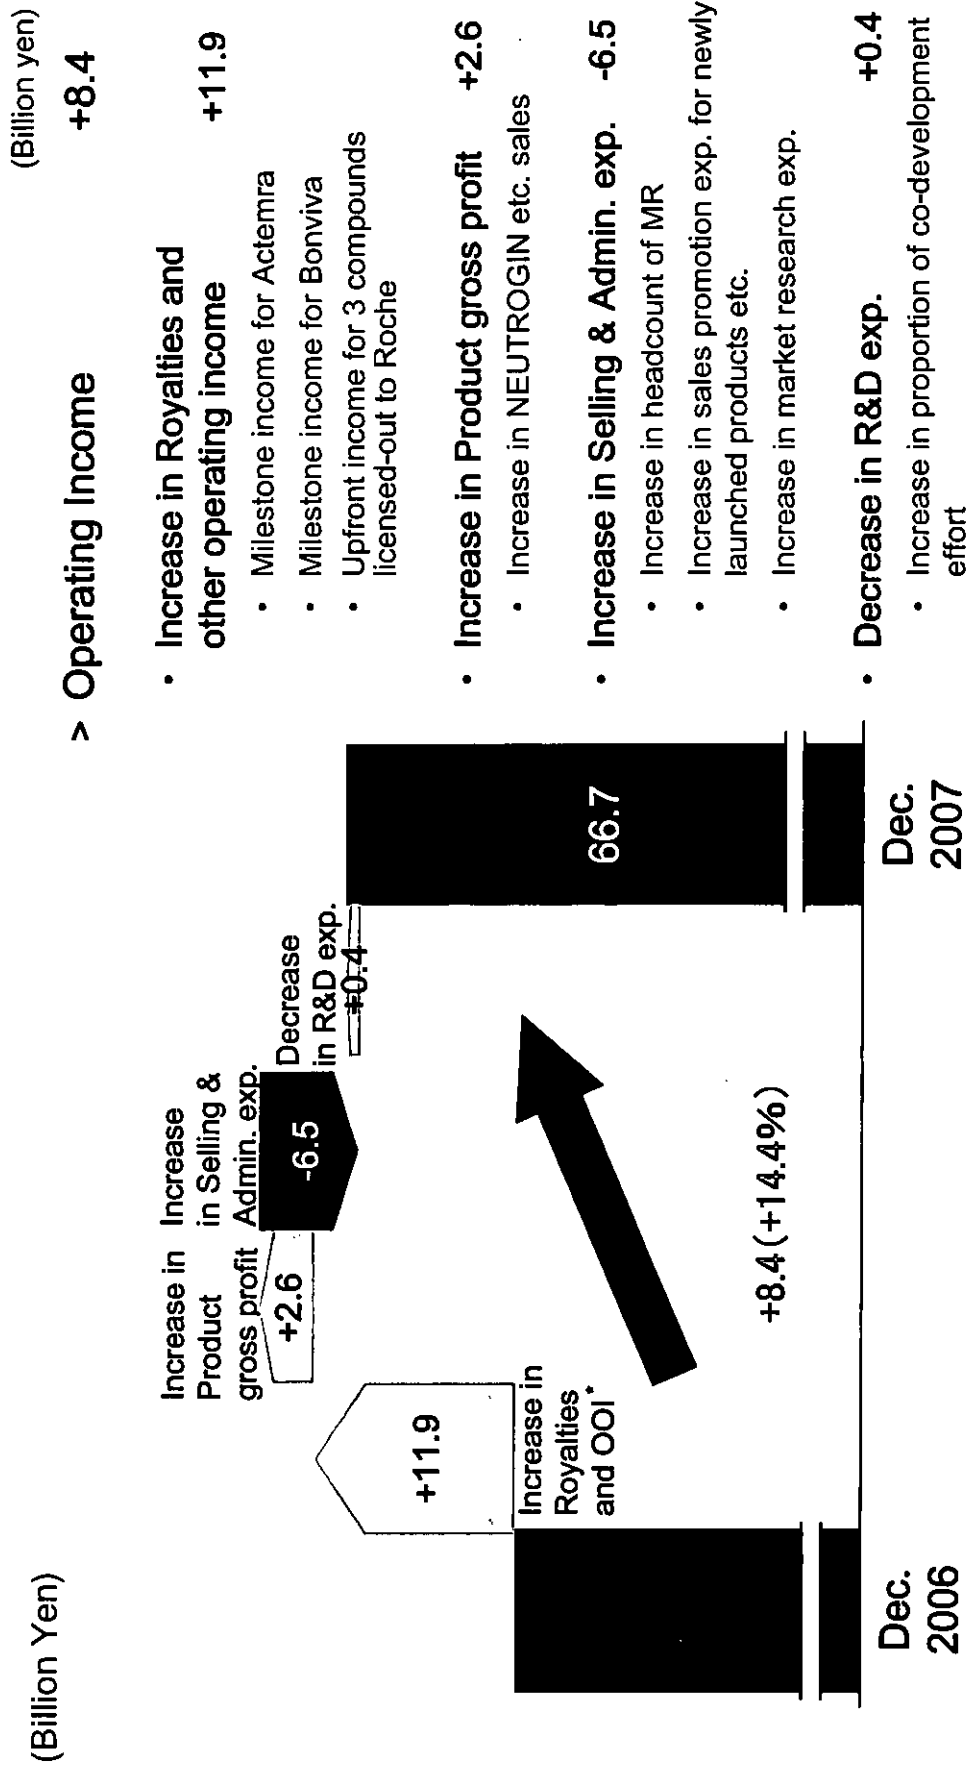 (Billion Yen)
Increase in
Royalties
and OOI*
+11.9
Increase in
Product
gross profit
+2.6
Increase
in Selling &
Admin. exp.
-6.5
Decrease
in R&D exp.
+0.4
66.7
+8.4(+14.4%)
Dec.
2006
Dec.
2007
(Billion yen)
> Operating Income +8.4
• Increase in Royalties and
other operating income +11.9
• Milestone income for Actemra
• Milestone income for Bonviva
• Upfront income for 3 compounds
licensed-out to Roche
• Increase in Product gross profit +2.6
• Increase in NEUTROGIN etc. sales
• Increase in Selling & Admin. exp. -6.5
• Increase in headcount of MR
• Increase in sales promotion exp. for newly
launched products etc.
• Increase in market research exp.
• Decrease in R&D exp. +0.4
• Increase in proportion of co-development
effort